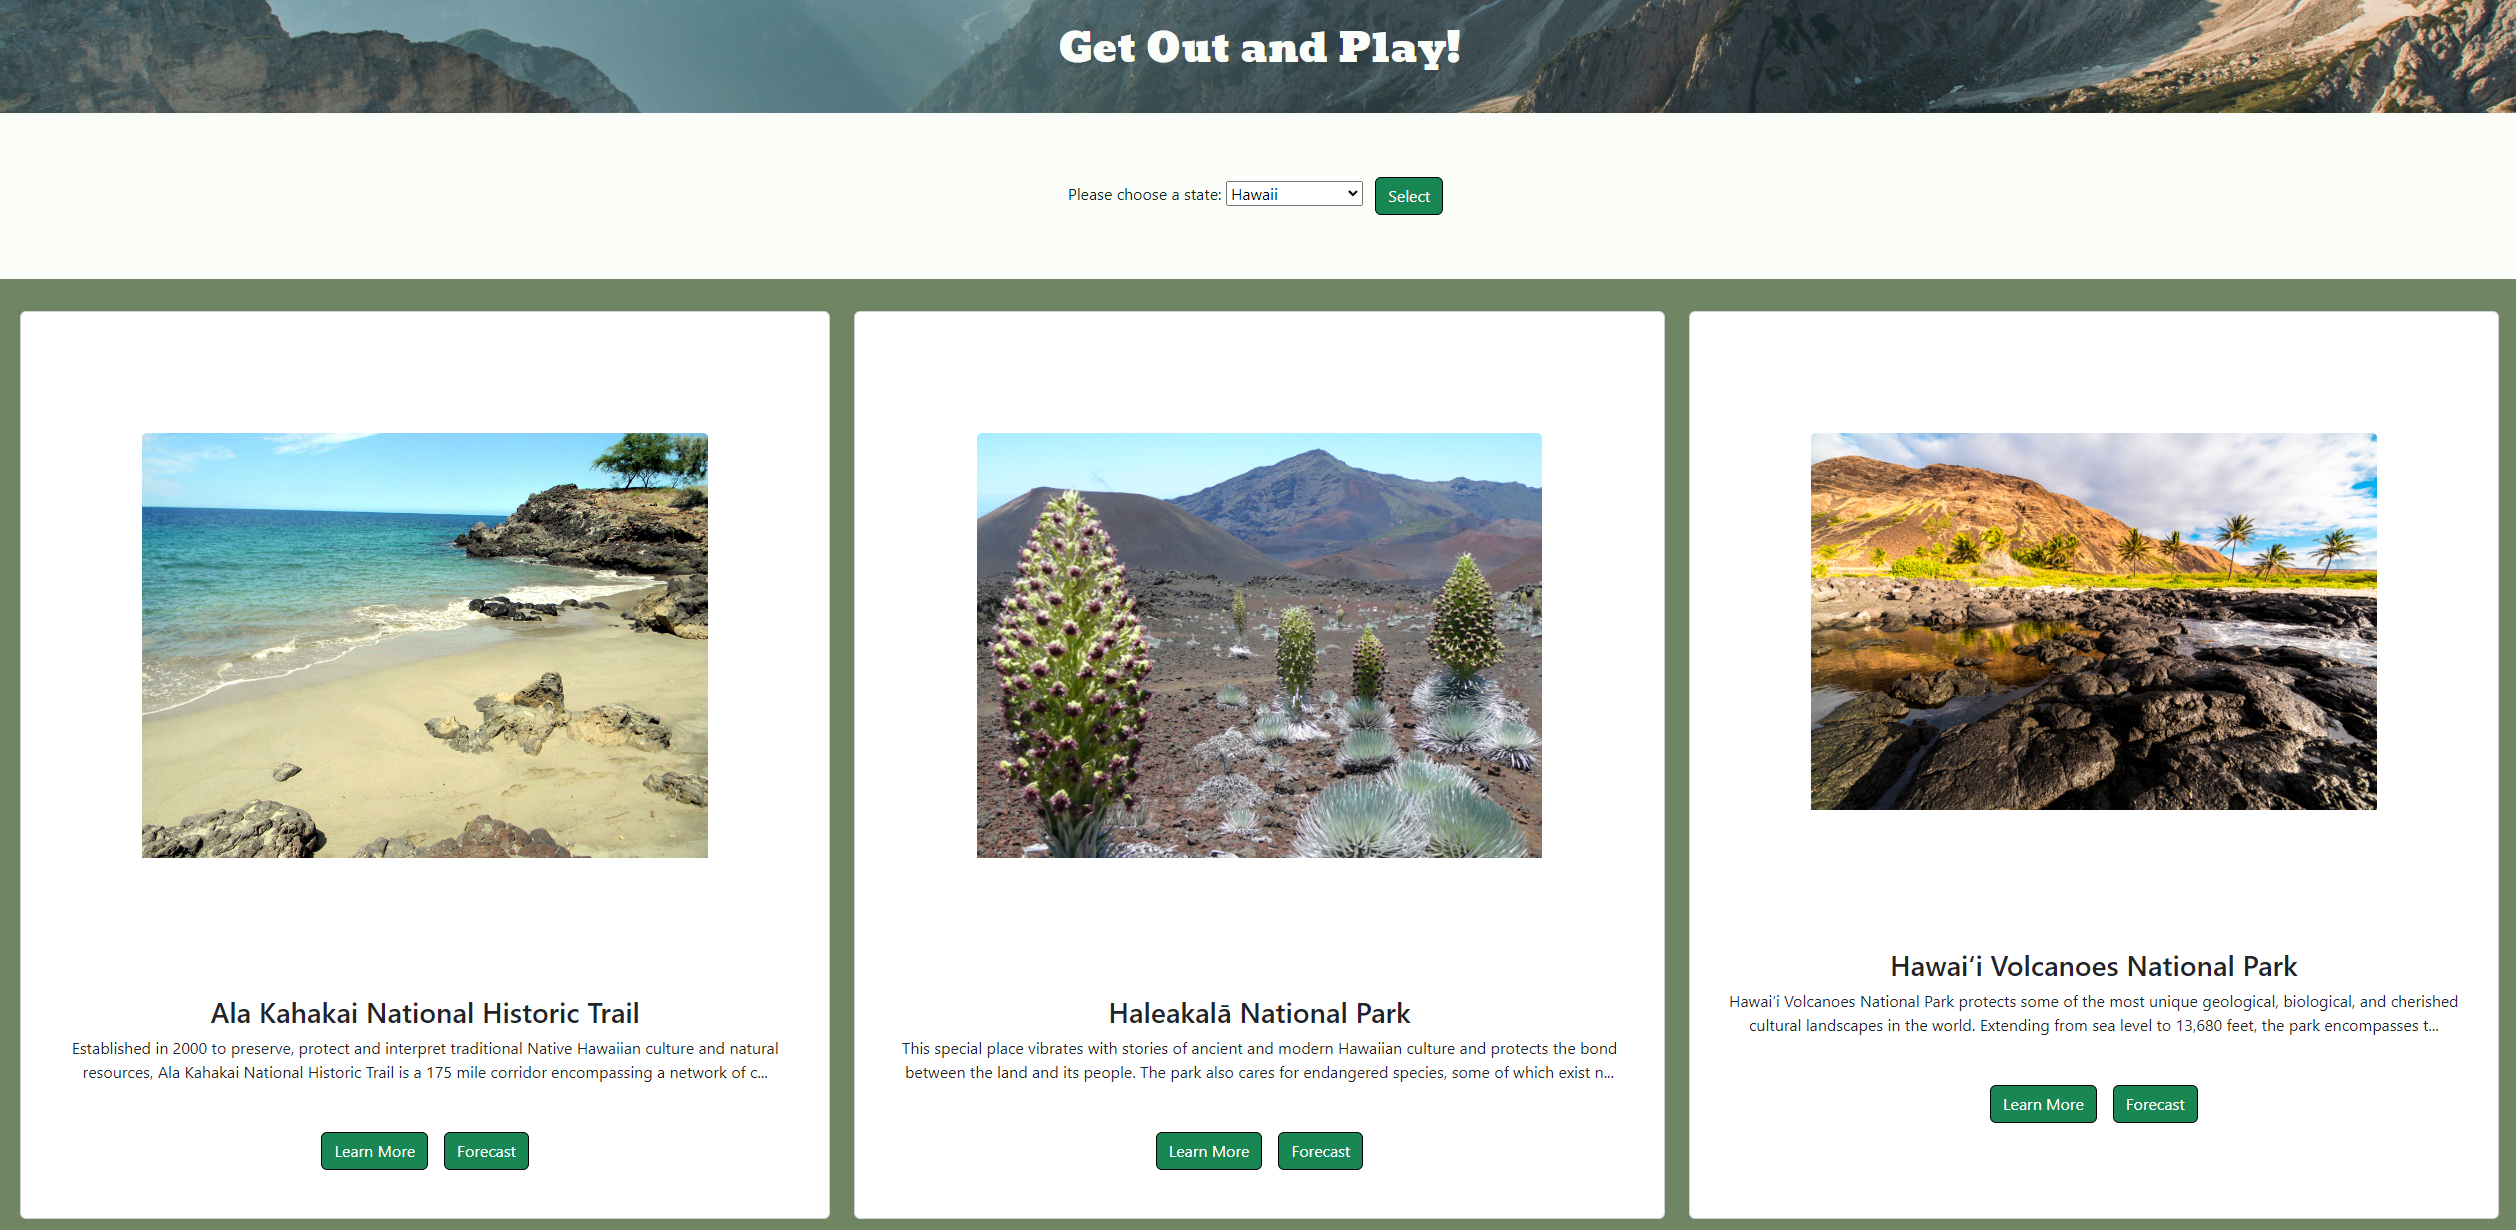 Get Out and Play!
Please choose a state: Hawaii Select
Ala Kahakai National Historic Trail
Established in 2000 to preserve, protect and interpret traditional Native Hawaiian culture and natural
resources, Ala Kahakai National Historic Trail is a 175 mile corridor encompassing a network of c...
Learn More Forecast
Haleakalā National Park
This special place vibrates with stories of ancient and modern Hawaiian culture and protects the bond
between the land and its people. The park also cares for endangered species, some of which exist n...
Learn More Forecast
Hawaiʻi Volcanoes National Park
Hawaiʻi Volcanoes National Park protects some of the most unique geological, biological, and cherished
cultural landscapes in the world. Extending from sea level to 13,680 feet, the park encompasses t...
Learn More Forecast